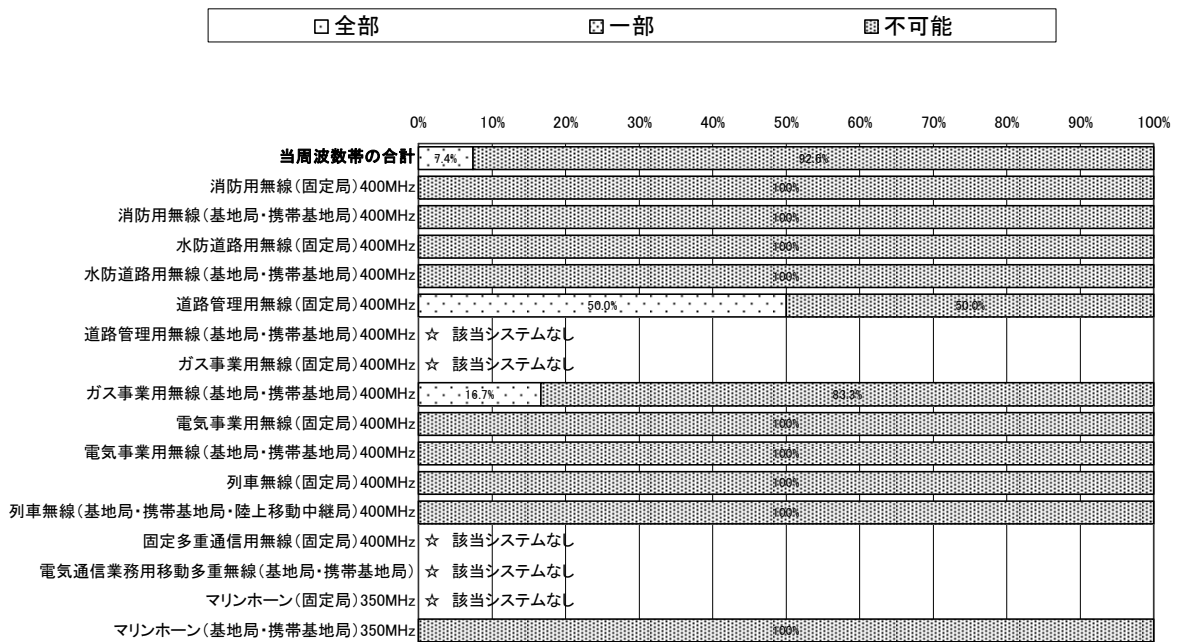 全部 一部 不可能
0% 10% 20% 30% 40% 50% 60% 70% 80% 90% 100%
当周波数帯の合計 7.4% 92.6%
消防用無線(固定局)400MHz 100%
消防用無線(基地局・携帯基地局)400MHz 100%
水防道路用無線(固定局)400MHz 100%
水防道路用無線(基地局・携帯基地局)400MHz 100%
道路管理用無線(固定局)400MHz 50.0% 50.0%
道路管理用無線(基地局・携帯基地局)400MHz ☆ 該当システムなし
ガス事業用無線(固定局)400MHz ☆ 該当システムなし
ガス事業用無線(基地局・携帯基地局)400MHz 16.7% 83.3%
電気事業用無線(固定局)400MHz 100%
電気事業用無線(基地局・携帯基地局)400MHz 100%
列車無線(固定局)400MHz 100%
列車無線(基地局・携帯基地局・陸上移動中継局)400MHz 100%
固定多重通信用無線(固定局)400MHz ☆ 該当システムなし
電気通信業務用移動多重無線(基地局・携帯基地局) ☆ 該当システムなし
マリンホーン(固定局)350MHz ☆ 該当システムなし
マリンホーン(基地局・携帯基地局)350MHz 100%